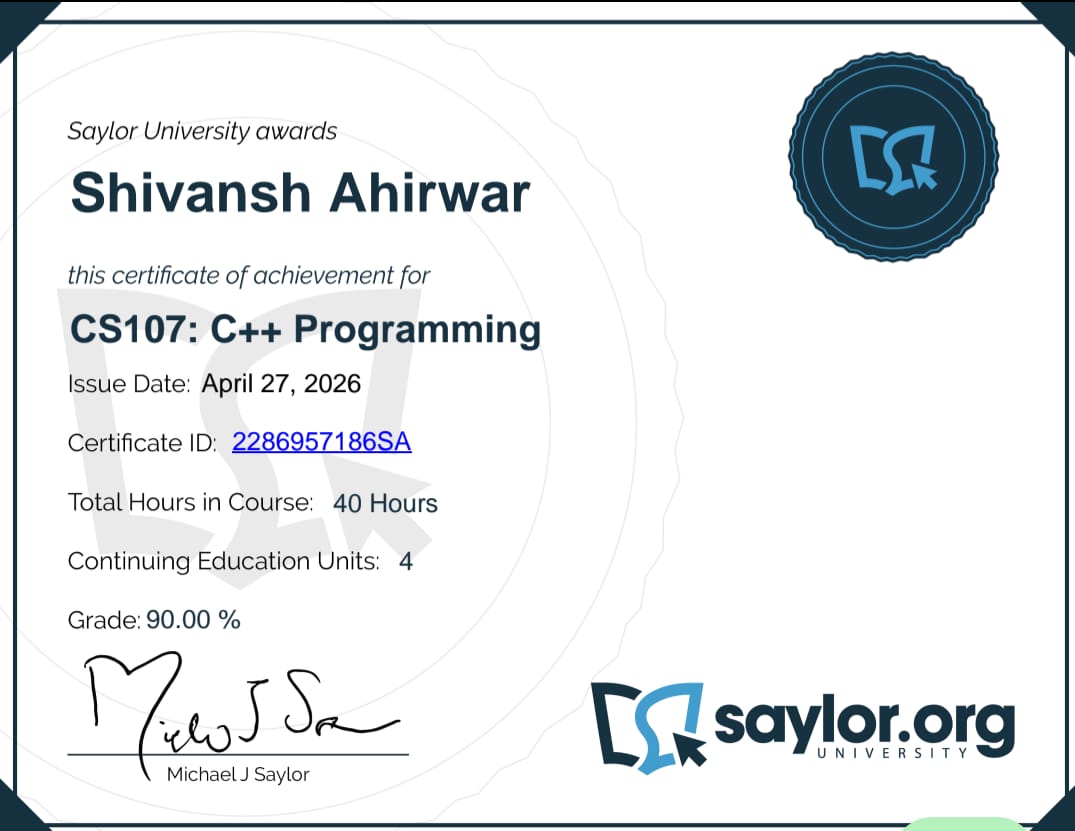 Saylor University awards
Shivansh Ahirwar
this certificate of achievement for
CS107: C++ Programming
Issue Date: April 27, 2026
Certificate ID: 2286957186SA
Total Hours in Course: 40 Hours
Continuing Education Units: 4
Grade: 90.00 %
Michael J Saylor
saylor.org
UNIVERSITY